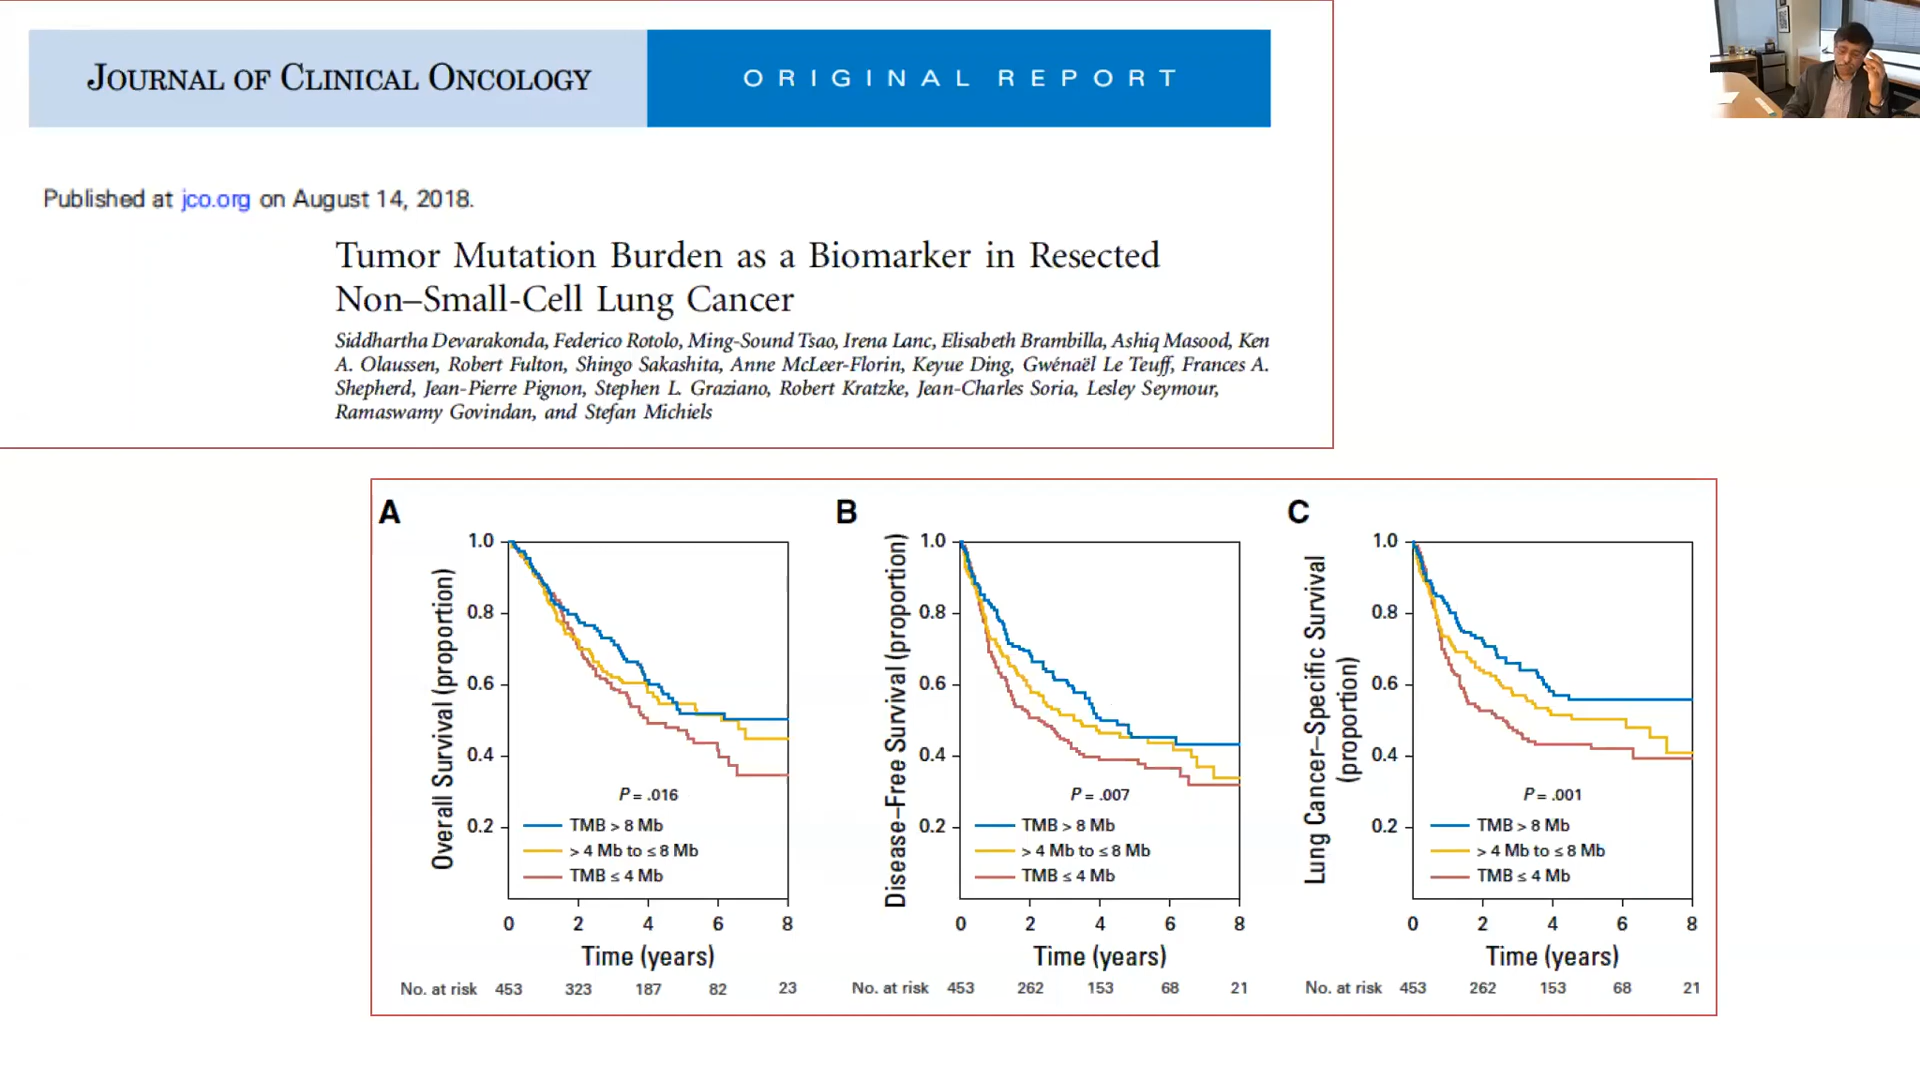 JOURNAL OF CLINICAL ONCOLOGY
ORIGINAL REPORT
Published at jco.org on August 14, 2018.
Tumor Mutation Burden as a Biomarker in Resected
Non–Small-Cell Lung Cancer
Siddhartha Devarakonda, Federico Rotolo, Ming-Sound Tsao, Irena Lanc, Elisabeth Brambilla, Ashiq Masood, Ken
A. Olaussen, Robert Fulton, Shingo Sakashita, Anne McLeer-Florin, Keyue Ding, Gwénaël Le Teuff, Frances A.
Shepherd, Jean-Pierre Pignon, Stephen L. Graziano, Robert Kratzke, Jean-Charles Soria, Lesley Seymour,
Ramaswamy Govindan, and Stefan Michiels
A
Overall Survival (proportion)
1.0
0.8
0.6
0.4
0.2
P = .016
TMB > 8 Mb
> 4 Mb to ≤ 8 Mb
TMB ≤ 4 Mb
0 2 4 6 8
Time (years)
No. at risk 453 323 187 82 23
B
Disease–Free Survival (proportion)
1.0
0.8
0.6
0.4
0.2
P = .007
TMB > 8 Mb
> 4 Mb to ≤ 8 Mb
TMB ≤ 4 Mb
0 2 4 6 8
Time (years)
No. at risk 453 262 153 68 21
C
Lung Cancer–Specific Survival
(proportion)
1.0
0.8
0.6
0.4
0.2
P = .001
TMB > 8 Mb
> 4 Mb to ≤ 8 Mb
TMB ≤ 4 Mb
0 2 4 6 8
Time (years)
No. at risk 453 262 153 68 21